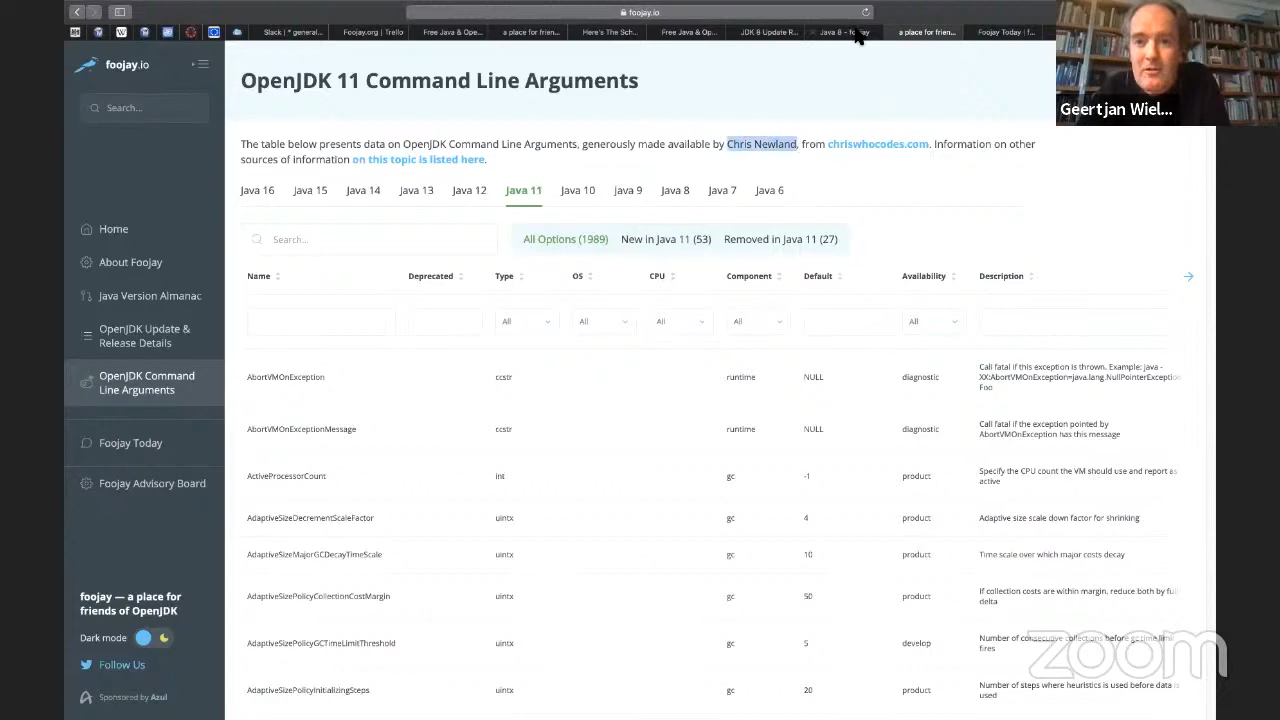 foojay.io
Slack | * general...
Foojay.org | Trello
Free Java & Ope...
a place for frien...
Here's The Sch...
Free Java & Op...
JDK 8 Update R...
Java 8 - foojay
a place for frien...
Foojay Today | f...
foojay.io
Search...
Home
About Foojay
Java Version Almanac
OpenJDK Update &
Release Details
OpenJDK Command
Line Arguments
Foojay Today
Foojay Advisory Board
foojay — a place for
friends of OpenJDK
Dark mode
Follow Us
Sponsored by Azul
OpenJDK 11 Command Line Arguments
The table below presents data on OpenJDK Command Line Arguments, generously made available by Chris Newland, from chriswhocodes.com. Information on other
sources of information on this topic is listed here.
Java 16 Java 15 Java 14 Java 13 Java 12 Java 11 Java 10 Java 9 Java 8 Java 7 Java 6
Search... All Options (1989) New in Java 11 (53) Removed in Java 11 (27)
Name Deprecated Type OS CPU Component Default Availability Description
All All All All All
AbortVMOnException ccstr runtime NULL diagnostic Call fatal if this exception is thrown. Example: java -
XX:AbortVMOnException=java.lang.NullPointerException
Foo
AbortVMOnExceptionMessage ccstr runtime NULL diagnostic Call fatal if the exception pointed by
AbortVMOnException has this message
ActiveProcessorCount int gc -1 product Specify the CPU count the VM should use and report as
active
AdaptiveSizeDecrementScaleFactor uintx gc 4 product Adaptive size scale down factor for shrinking
AdaptiveSizeMajorGCDecayTimeScale uintx gc 10 product Time scale over which major costs decay
AdaptiveSizePolicyCollectionCostMargin uintx gc 50 product If collection costs are within margin, reduce both by full
delta
AdaptiveSizePolicyGCTimeLimitThreshold uintx gc 5 develop Number of consecutive collections before gc time limit
fires
AdaptiveSizePolicyInitializingSteps uintx gc 20 product Number of steps where heuristics is used before data is
used
Geertjan Wiel...
zoom